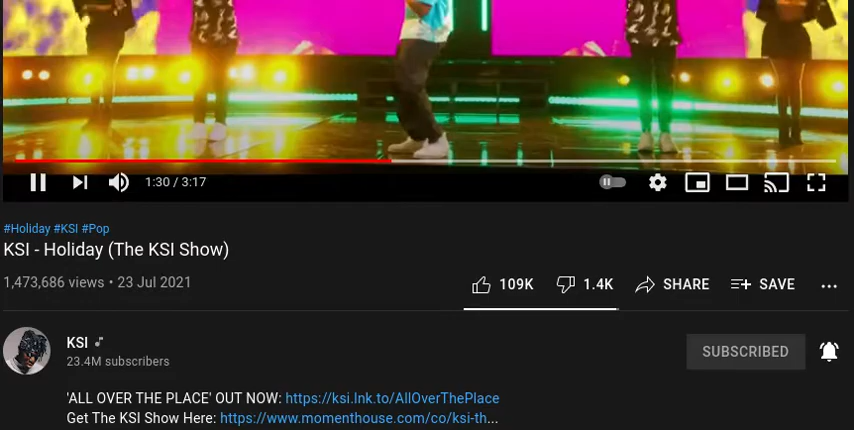 1:30 / 3:17
#Holiday #KSI #Pop
KSI - Holiday (The KSI Show)
1,473,686 views • 23 Jul 2021
109K 1.4K SHARE SAVE
KSI
23.4M subscribers
SUBSCRIBED
'ALL OVER THE PLACE' OUT NOW: https://ksi.lnk.to/AllOverThePlace
Get The KSI Show Here: https://www.momenthouse.com/co/ksi-th...